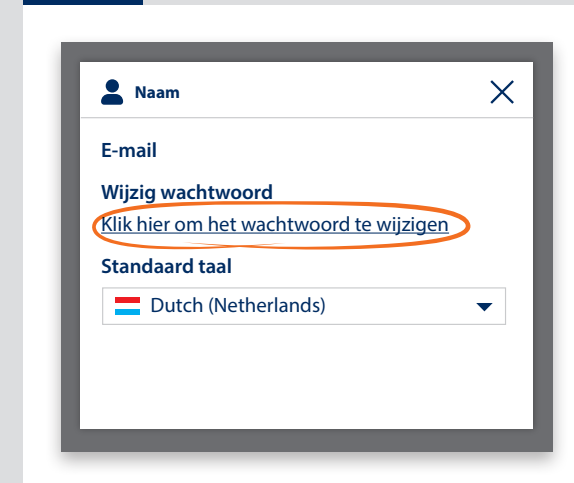 Naam
E-mail
Wijzig wachtwoord
Klik hier om het wachtwoord te wijzigen
Standaard taal
Dutch (Netherlands)